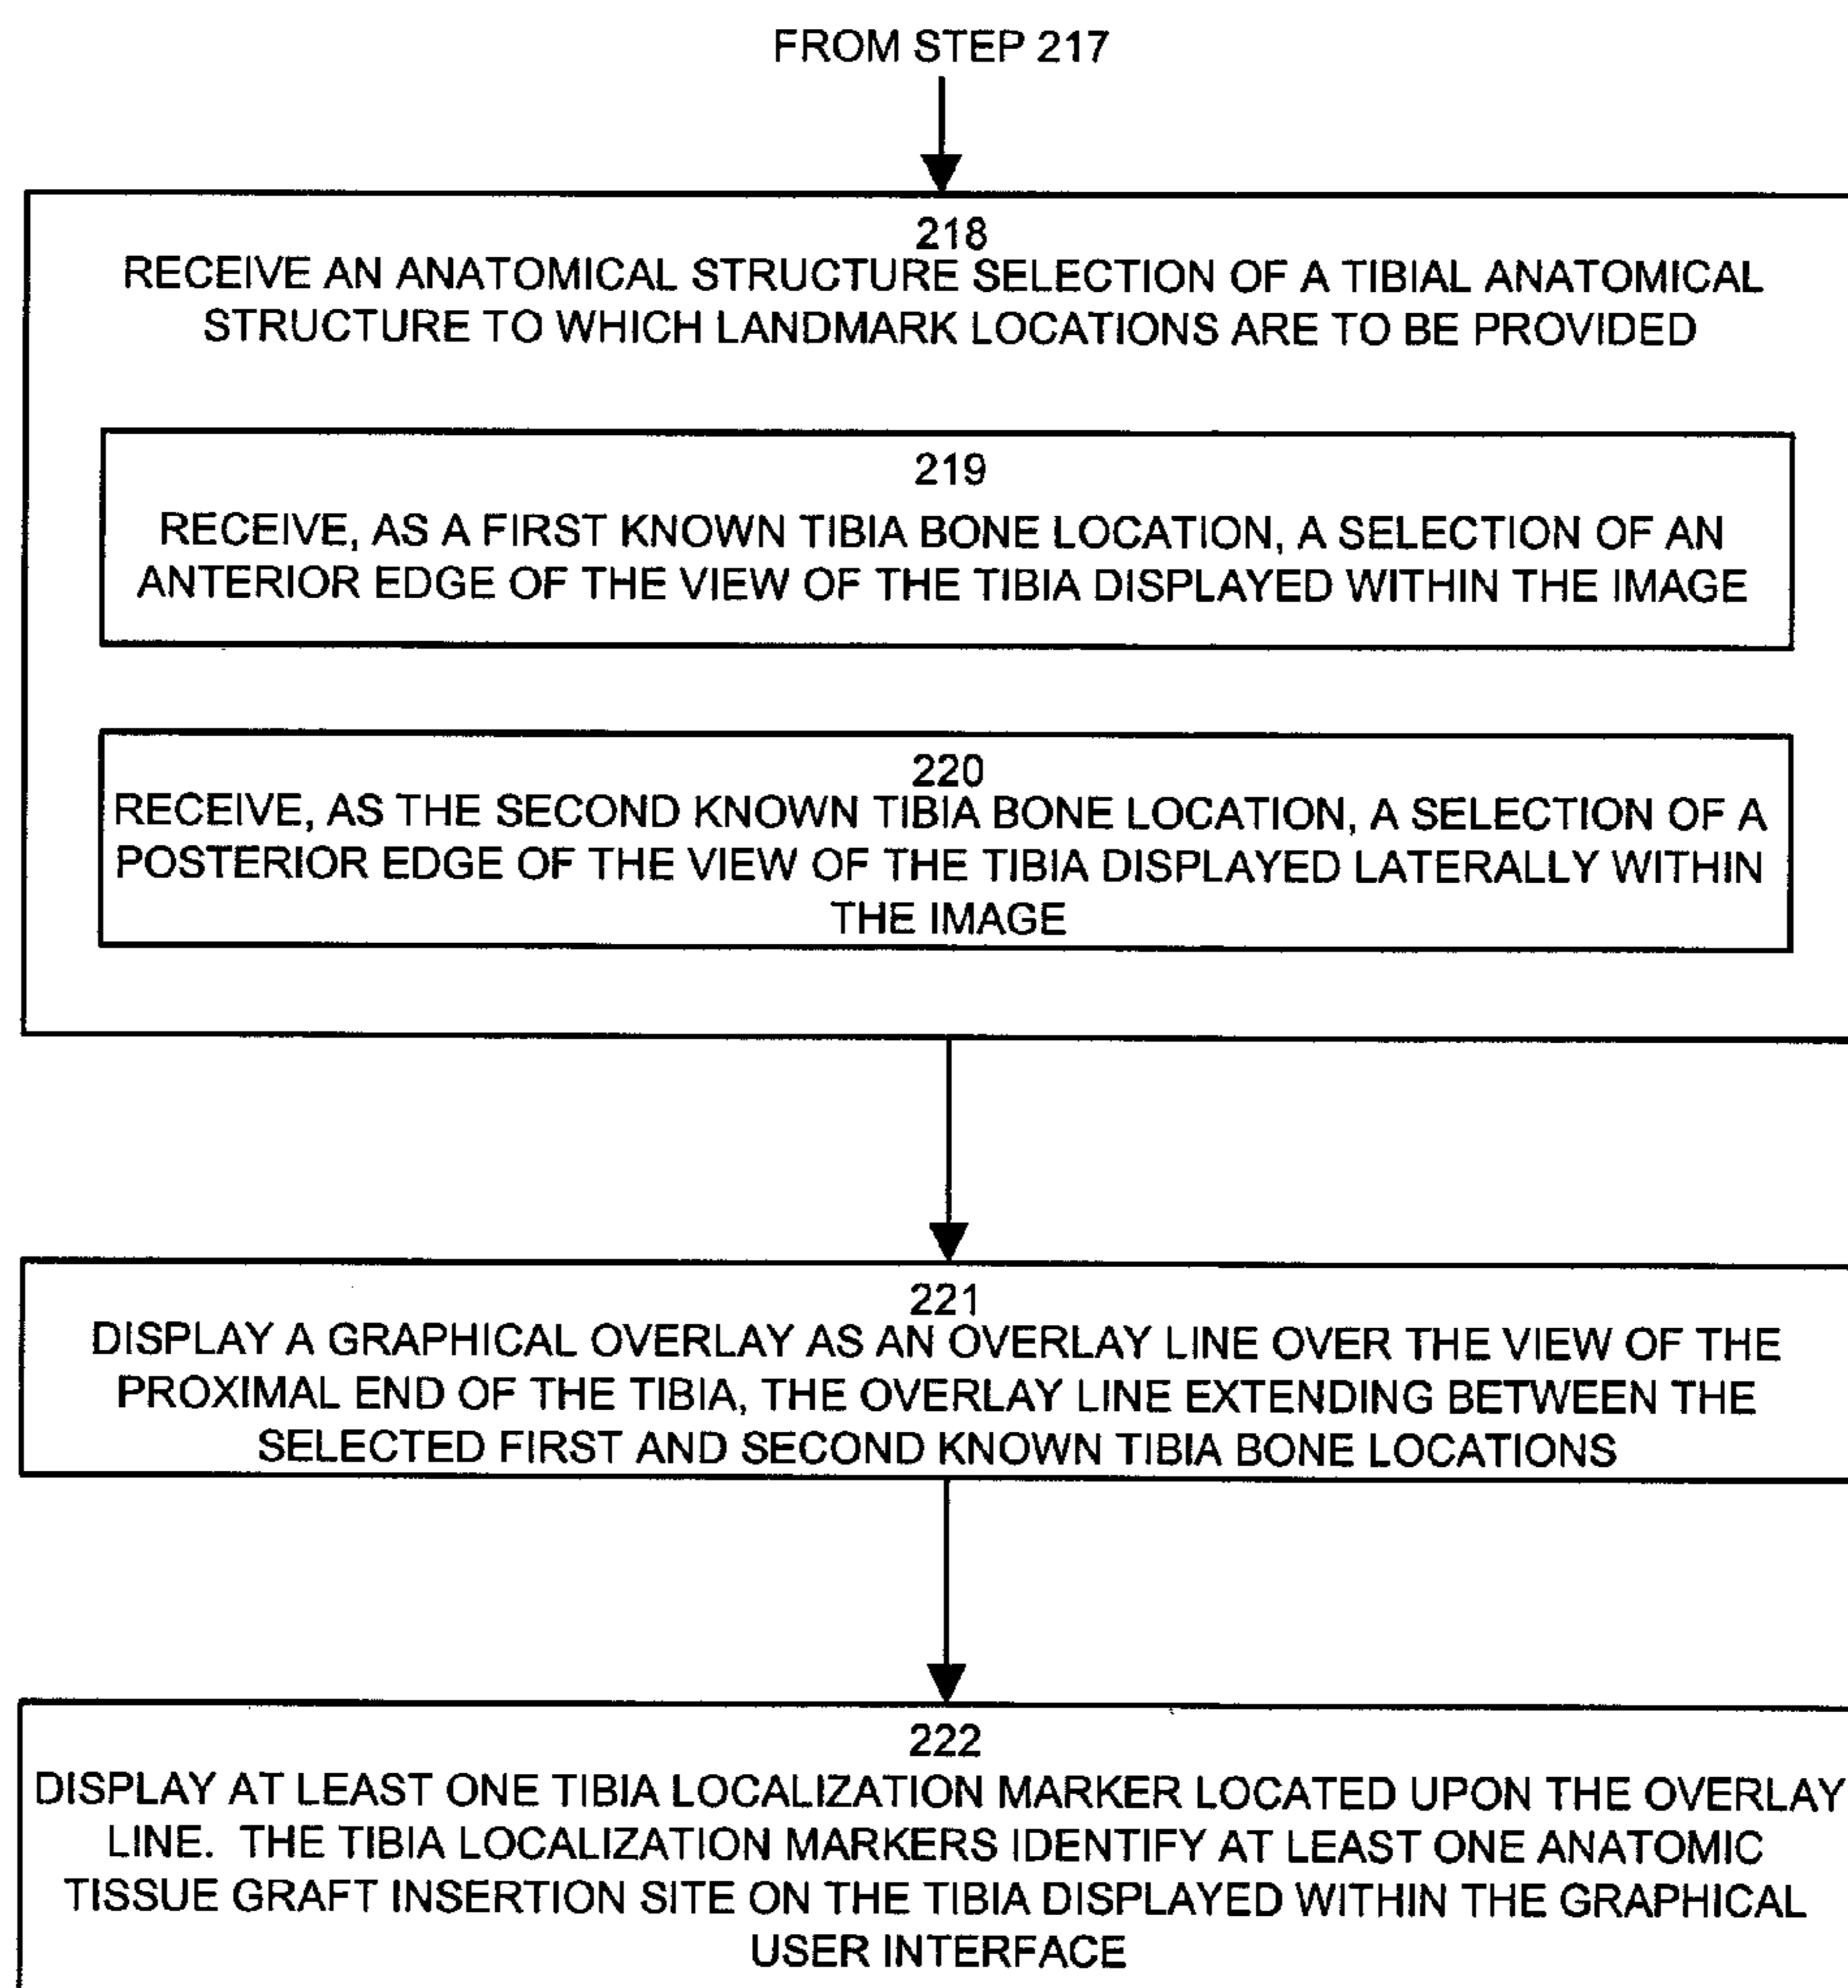 FROM STEP 217
218
RECEIVE AN ANATOMICAL STRUCTURE SELECTION OF A TIBIAL ANATOMICAL
STRUCTURE TO WHICH LANDMARK LOCATIONS ARE TO BE PROVIDED
219
RECEIVE, AS A FIRST KNOWN TIBIA BONE LOCATION, A SELECTION OF AN
ANTERIOR EDGE OF THE VIEW OF THE TIBIA DISPLAYED WITHIN THE IMAGE
220
RECEIVE, AS THE SECOND KNOWN TIBIA BONE LOCATION, A SELECTION OF A
POSTERIOR EDGE OF THE VIEW OF THE TIBIA DISPLAYED LATERALLY WITHIN
THE IMAGE
221
DISPLAY A GRAPHICAL OVERLAY AS AN OVERLAY LINE OVER THE VIEW OF THE
PROXIMAL END OF THE TIBIA, THE OVERLAY LINE EXTENDING BETWEEN THE
SELECTED FIRST AND SECOND KNOWN TIBIA BONE LOCATIONS
222
DISPLAY AT LEAST ONE TIBIA LOCALIZATION MARKER LOCATED UPON THE OVERLAY
LINE. THE TIBIA LOCALIZATION MARKERS IDENTIFY AT LEAST ONE ANATOMIC
TISSUE GRAFT INSERTION SITE ON THE TIBIA DISPLAYED WITHIN THE GRAPHICAL
USER INTERFACE